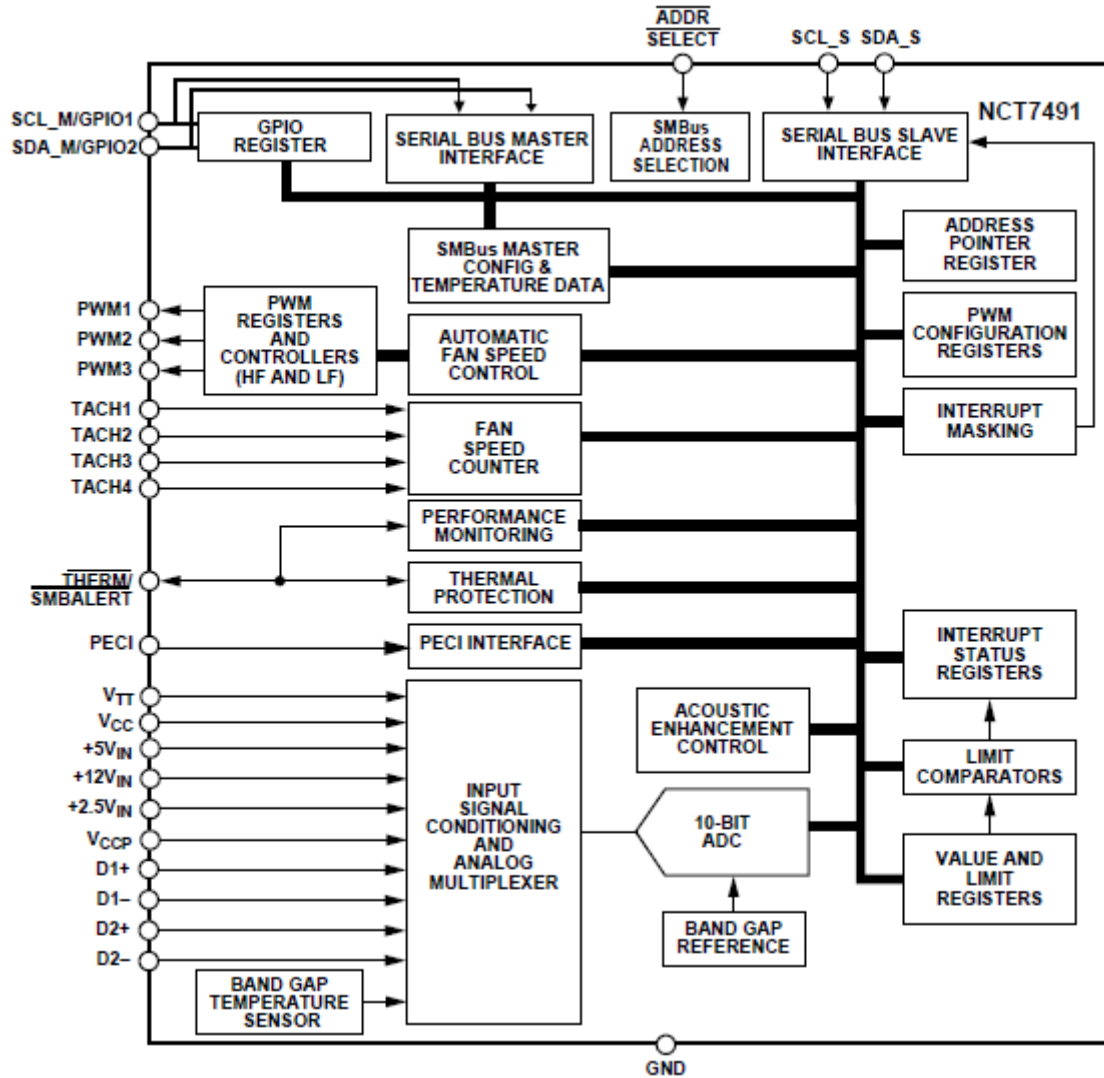 ADDR
SELECT
SCL_S SDA_S
NCT7491
SCL_M/GPIO1
SDA_M/GPIO2
GPIO
REGISTER
SERIAL BUS MASTER
INTERFACE
SMBus
ADDRESS
SELECTION
SERIAL BUS SLAVE
INTERFACE
SMBus MASTER
CONFIG &
TEMPERATURE DATA
ADDRESS
POINTER
REGISTER
PWM1
PWM2
PWM3
PWM
REGISTERS
AND
CONTROLLERS
(HF AND LF)
AUTOMATIC
FAN SPEED
CONTROL
PWM
CONFIGURATION
REGISTERS
TACH1
TACH2
TACH3
TACH4
FAN
SPEED
COUNTER
INTERRUPT
MASKING
PERFORMANCE
MONITORING
THERM/
SMBALERT
THERMAL
PROTECTION
PECI
PECI INTERFACE
INTERRUPT
STATUS
REGISTERS
VTT
VCC
+5VIN
+12VIN
+2.5VIN
VCCP
D1+
D1–
D2+
D2–
INPUT
SIGNAL
CONDITIONING
AND
ANALOG
MULTIPLEXER
ACOUSTIC
ENHANCEMENT
CONTROL
LIMIT
COMPARATORS
10-BIT
ADC
VALUE AND
LIMIT
REGISTERS
BAND GAP
REFERENCE
BAND GAP
TEMPERATURE
SENSOR
GND